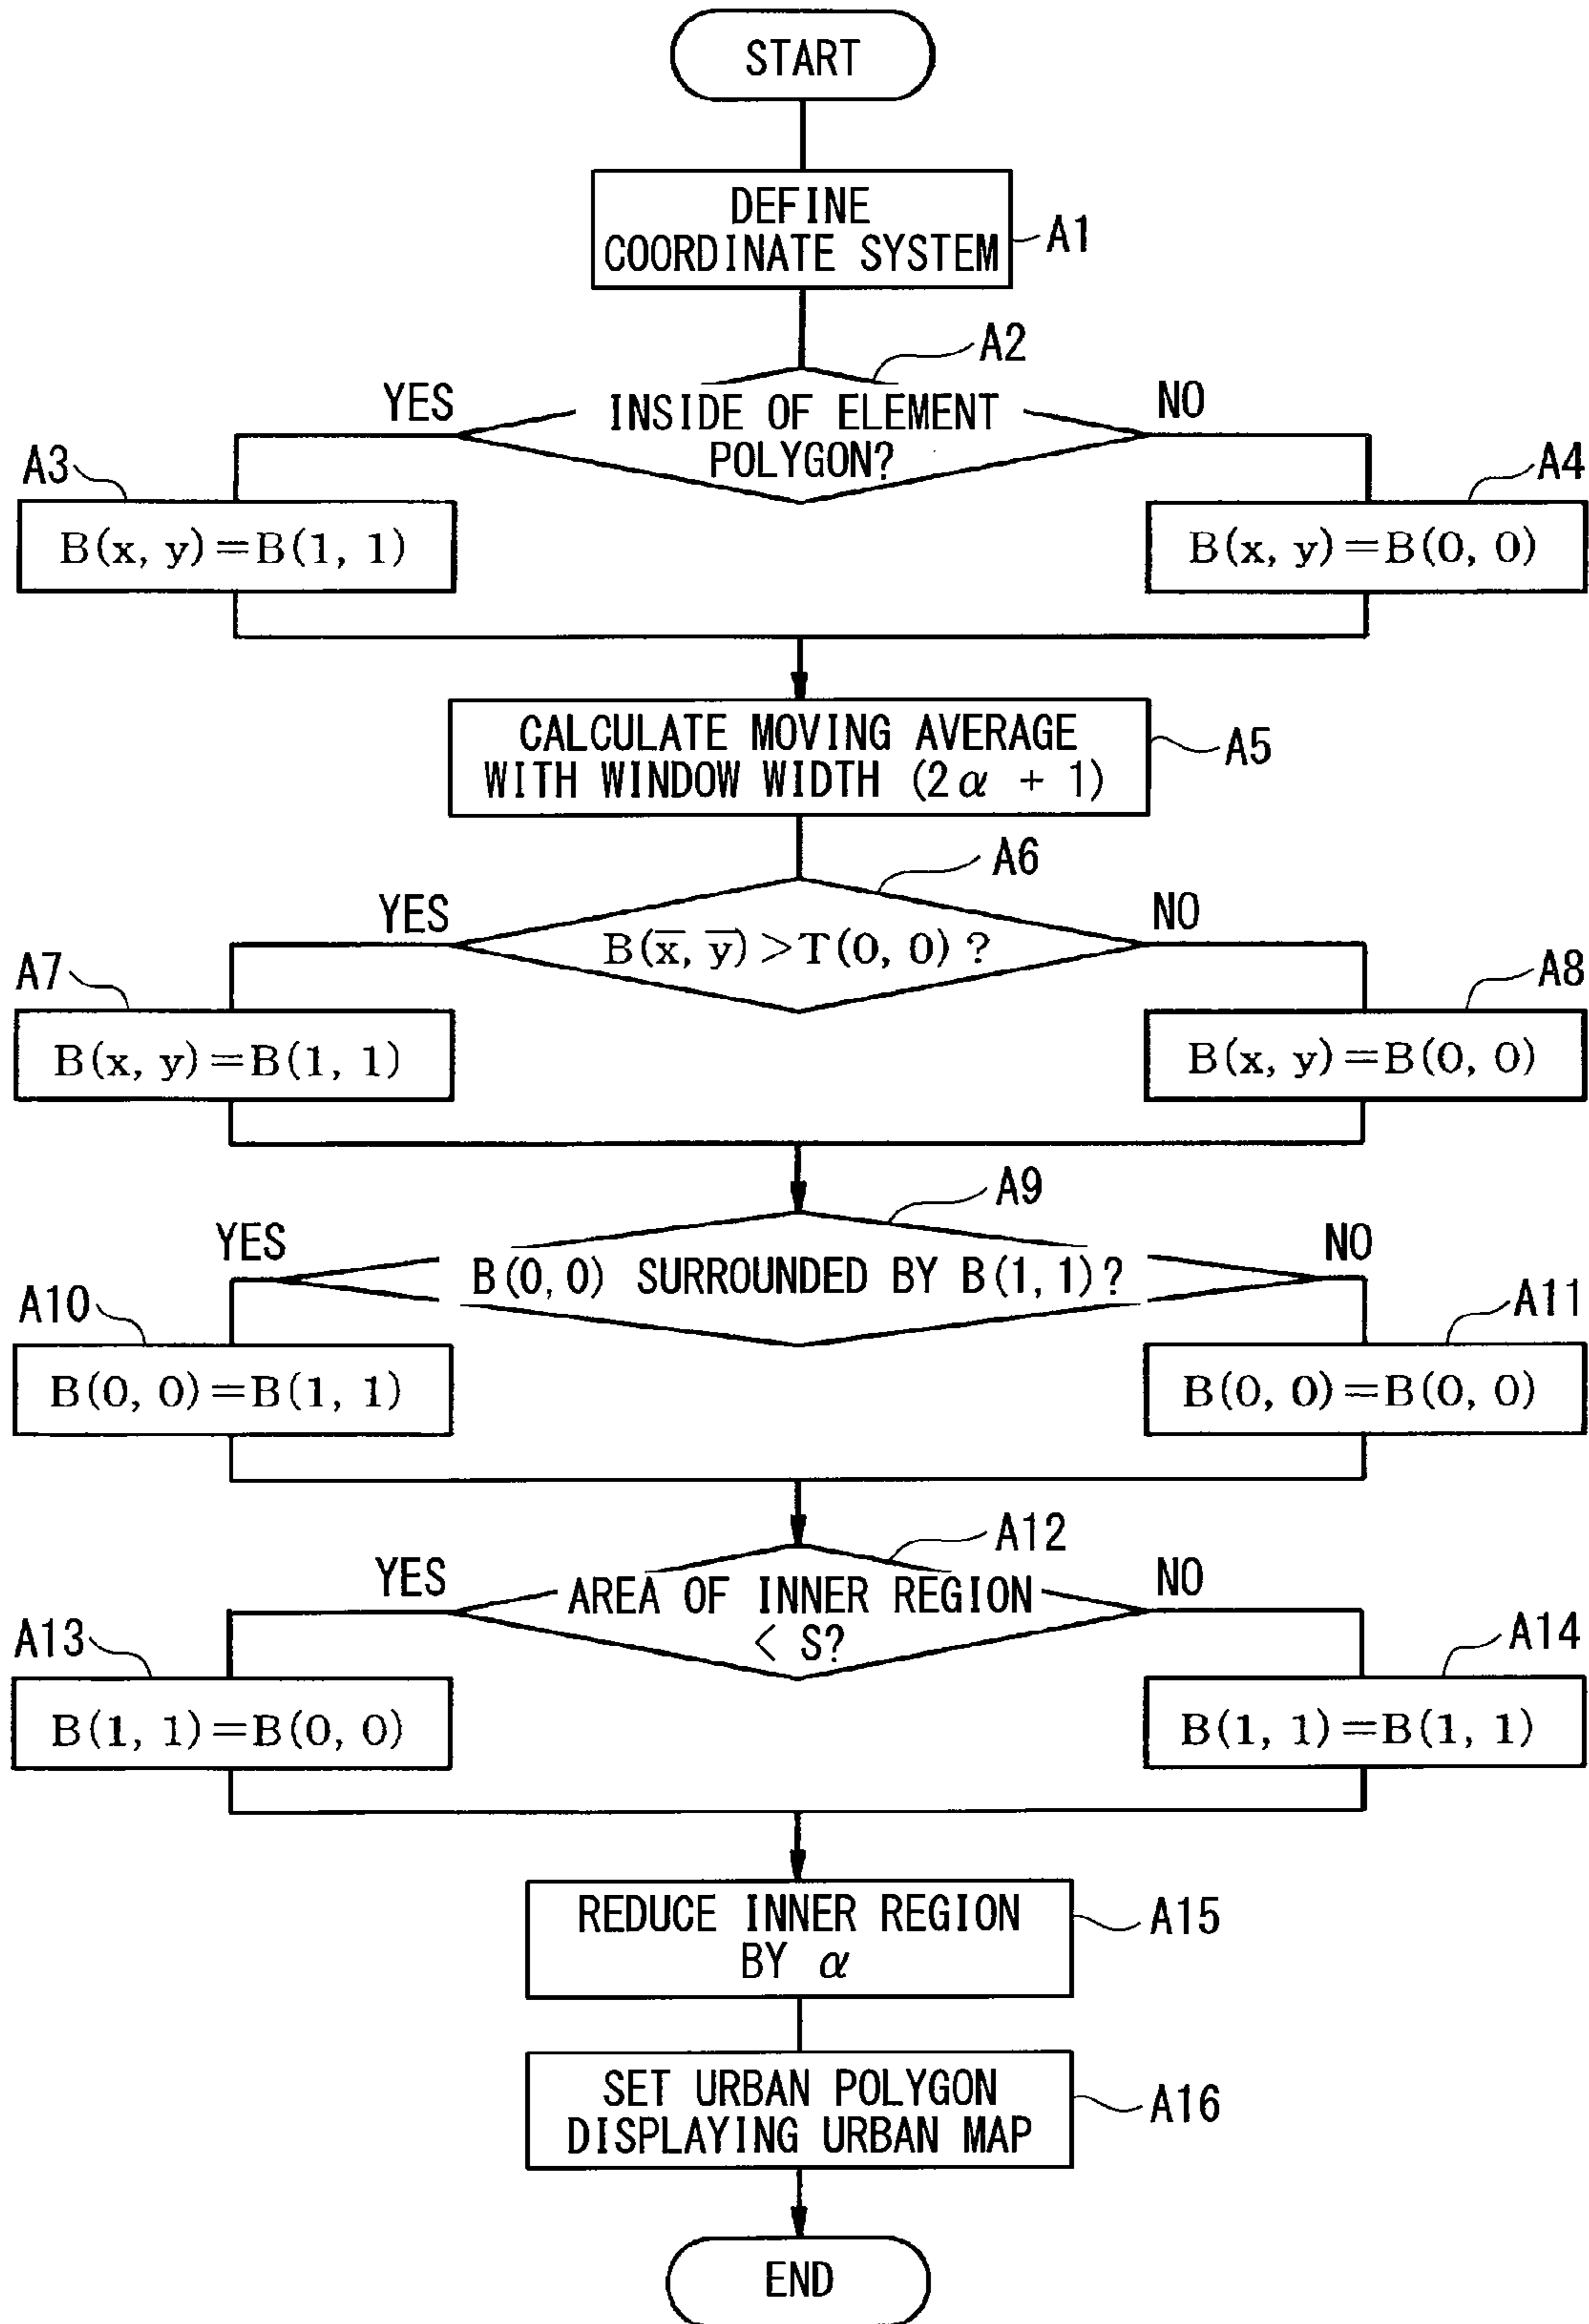 START
DEFINE
COORDINATE SYSTEM
A1
A2
YES
INSIDE OF ELEMENT
POLYGON?
NO
A3
B(x, y)=B(1, 1)
A4
B(x, y)=B(0, 0)
CALCULATE MOVING AVERAGE
WITH WINDOW WIDTH (2α + 1)
A5
A6
YES
B(x̅, y̅)>T(0, 0)?
NO
A7
B(x, y)=B(1, 1)
A8
B(x, y)=B(0, 0)
A9
YES
B(0, 0) SURROUNDED BY B(1, 1)?
NO
A10
B(0, 0)=B(1, 1)
A11
B(0, 0)=B(0, 0)
A12
YES
AREA OF INNER REGION
< S?
NO
A13
B(1, 1)=B(0, 0)
A14
B(1, 1)=B(1, 1)
REDUCE INNER REGION
BY α
A15
SET URBAN POLYGON
DISPLAYING URBAN MAP
A16
END